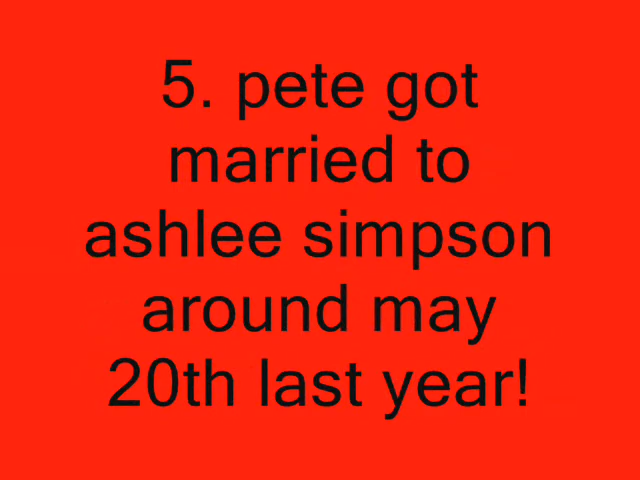 5. pete got
married to
ashlee simpson
around may
20th last year!